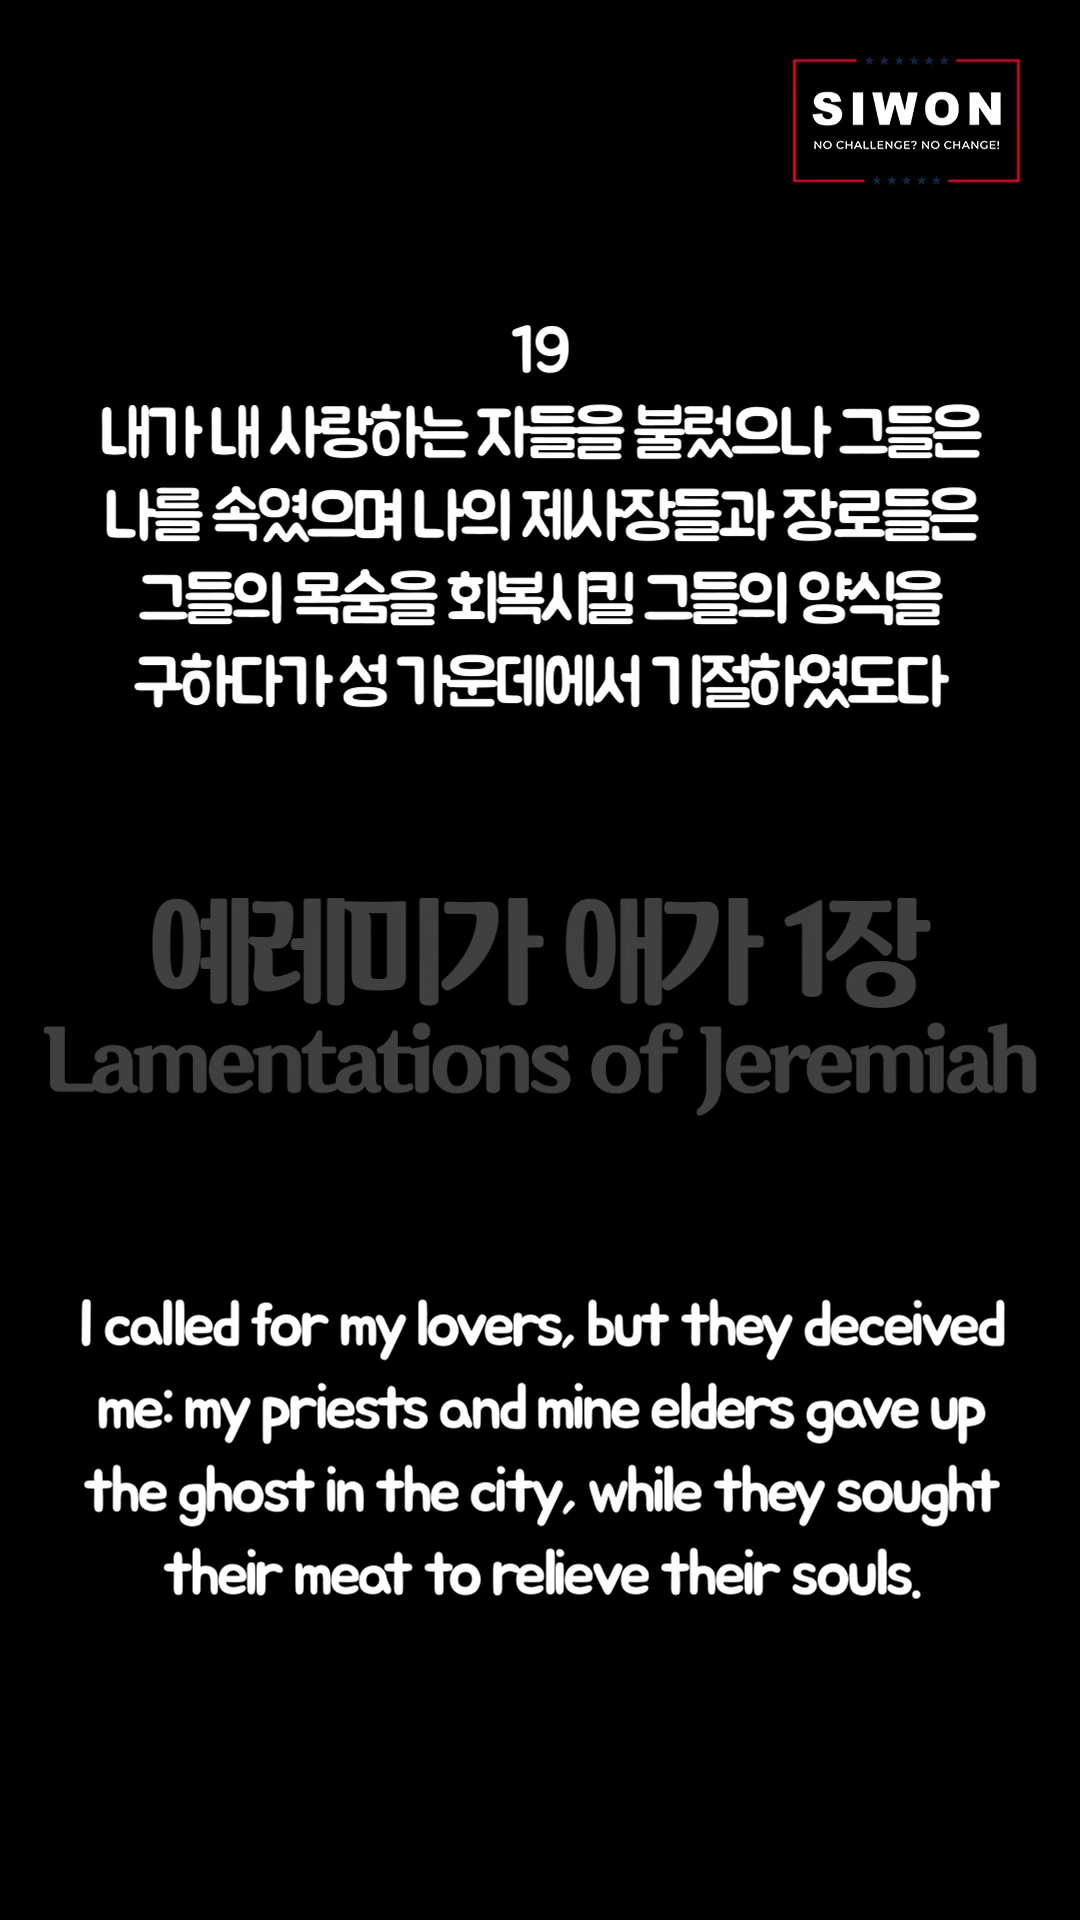 SIWON
NO CHALLENGE? NO CHANGE!
19
내가 내 사랑하는 자들을 불렀으나 그들은
나를 속였으며 나의 제사장들과 장로들은
그들의 목숨을 회복시킬 그들의 양식을
구하다가 성 가운데에서 기절하였도다
예레미가 애가 1장
Lamentations of Jeremiah
I called for my lovers, but they deceived
me: my priests and mine elders gave up
the ghost in the city, while they sought
their meat to relieve their souls.